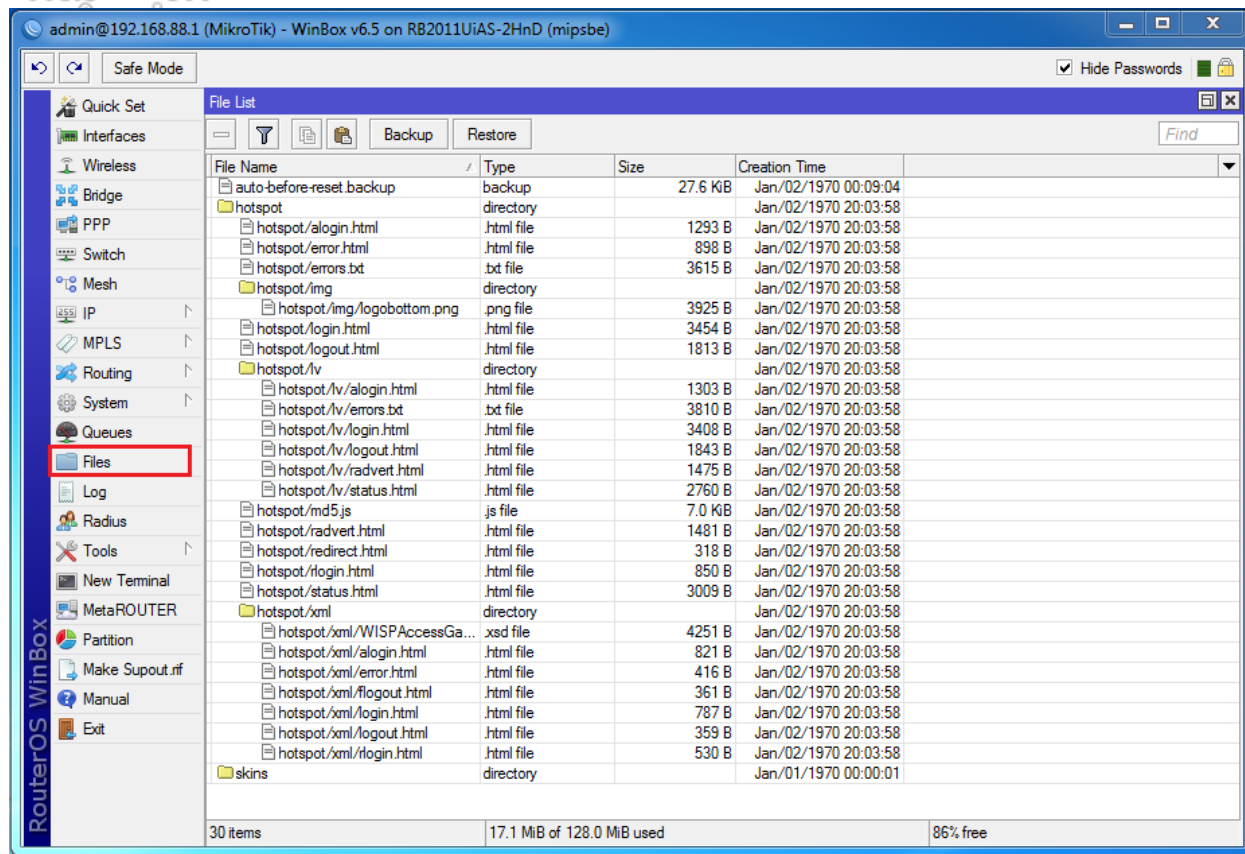 admin@192.168.88.1 (MikroTik) - WinBox v6.5 on RB2011UiAS-2HnD (mipsbe)
Safe Mode
Hide Passwords
Quick Set
Interfaces
Wireless
Bridge
PPP
Switch
Mesh
IP
MPLS
Routing
System
Queues
Files
Log
Radius
Tools
New Terminal
MetaROUTER
Partition
Make Supout.rif
Manual
Exit
RouterOS WinBox
File List
Backup Restore Find
File Name Type Size Creation Time
auto-before-reset.backup backup 27.6 KiB Jan/02/1970 00:09:04
hotspot directory Jan/02/1970 20:03:58
hotspot/alogin.html .html file 1293 B Jan/02/1970 20:03:58
hotspot/error.html .html file 898 B Jan/02/1970 20:03:58
hotspot/errors.txt .txt file 3615 B Jan/02/1970 20:03:58
hotspot/img directory Jan/02/1970 20:03:58
hotspot/img/logobottom.png .png file 3925 B Jan/02/1970 20:03:58
hotspot/login.html .html file 3454 B Jan/02/1970 20:03:58
hotspot/logout.html .html file 1813 B Jan/02/1970 20:03:58
hotspot/lv directory Jan/02/1970 20:03:58
hotspot/lv/alogin.html .html file 1303 B Jan/02/1970 20:03:58
hotspot/lv/errors.txt .txt file 3810 B Jan/02/1970 20:03:58
hotspot/lv/login.html .html file 3408 B Jan/02/1970 20:03:58
hotspot/lv/logout.html .html file 1843 B Jan/02/1970 20:03:58
hotspot/lv/radvert.html .html file 1475 B Jan/02/1970 20:03:58
hotspot/lv/status.html .html file 2760 B Jan/02/1970 20:03:58
hotspot/md5.js .js file 7.0 KiB Jan/02/1970 20:03:58
hotspot/radvert.html .html file 1481 B Jan/02/1970 20:03:58
hotspot/redirect.html .html file 318 B Jan/02/1970 20:03:58
hotspot/rlogin.html .html file 850 B Jan/02/1970 20:03:58
hotspot/status.html .html file 3009 B Jan/02/1970 20:03:58
hotspot/xml directory Jan/02/1970 20:03:58
hotspot/xml/WISPAccessGa... .xsd file 4251 B Jan/02/1970 20:03:58
hotspot/xml/alogin.html .html file 821 B Jan/02/1970 20:03:58
hotspot/xml/error.html .html file 416 B Jan/02/1970 20:03:58
hotspot/xml/flogout.html .html file 361 B Jan/02/1970 20:03:58
hotspot/xml/login.html .html file 787 B Jan/02/1970 20:03:58
hotspot/xml/logout.html .html file 359 B Jan/02/1970 20:03:58
hotspot/xml/rlogin.html .html file 530 B Jan/02/1970 20:03:58
skins directory Jan/01/1970 00:00:01
30 items 17.1 MiB of 128.0 MiB used 86% free